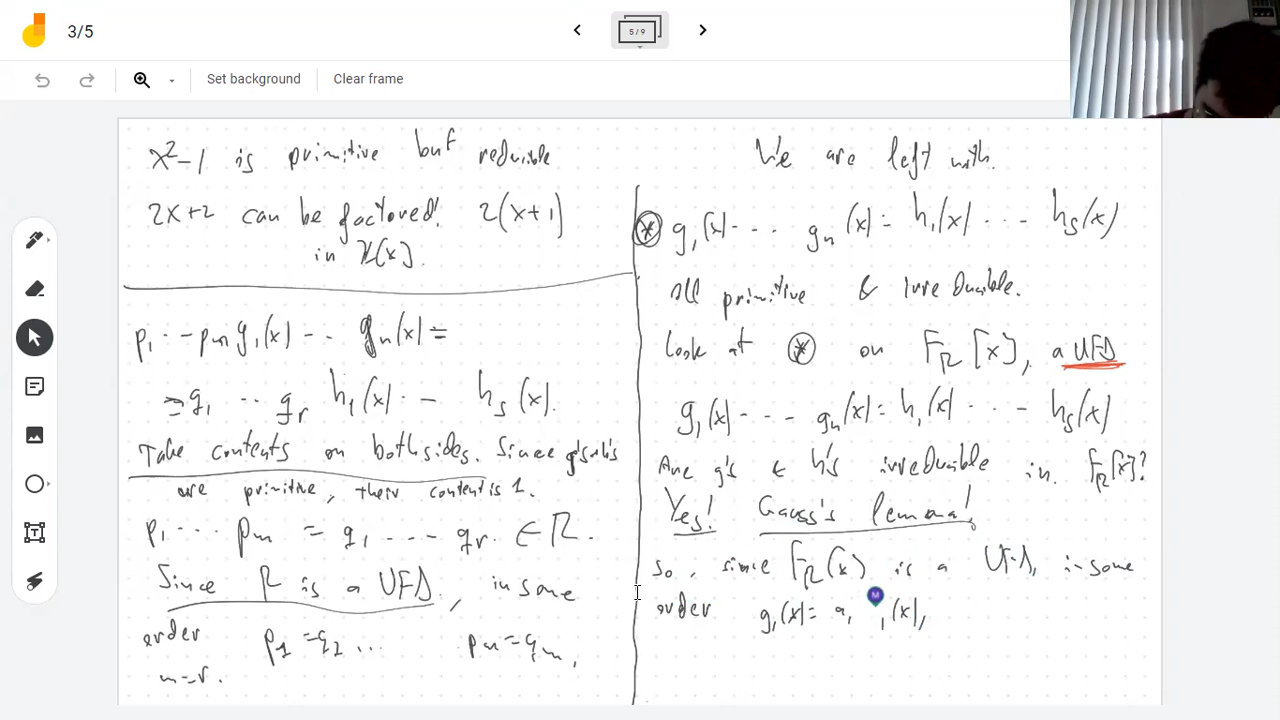 3/5
5 / 9
Set background
Clear frame
x²-1 is primitive but reducible
2x+2 can be factored! 2(x+1)
in ℤ(x).
p₁ ... pₘ g₁(x) ... gₙ(x) =
= q₁ ... qᵣ h₁(x) ... hₛ(x).
Take contents on both sides. Since g's & h's
are primitive, their content is 1.
p₁ ... pₘ = q₁ .... qᵣ ∈ R.
Since R is a UFD, in some
order p₁ = q₂ ... pₘ = qₘ,
m=r.
We are left with.
(*) g₁(x) .... gₙ(x) = h₁(x) .... hₛ(x)
all primitive & irreducible.
Look at (*) on F_R[x], a UFD
g₁(x) .... gₙ(x) = h₁(x) .... hₛ(x)
Are g's & h's irreducible in F_R[x]?
Yes! Gauss's lemma!
So, since F_R(x) is a UFD, in some
order g₁(x) = a₁ ₁(x),
M